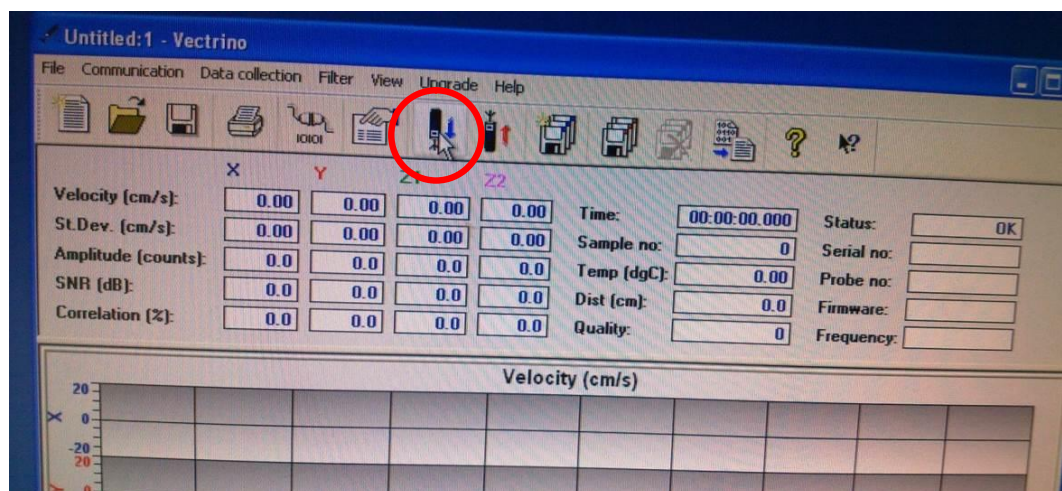 Untitled:1 - Vectrino
File Communication Data collection Filter View Upgrade Help
IOIOI
X Y Z1 Z2
Velocity (cm/s): 0.00 0.00 0.00 0.00 Time: 00:00:00.000 Status: OK
St.Dev. (cm/s): 0.00 0.00 0.00 0.00 Sample no: 0 Serial no:
Amplitude (counts): 0.0 0.0 0.0 0.0 Temp (dgC): 0.00 Probe no:
SNR (dB): 0.0 0.0 0.0 0.0 Dist (cm): 0.0 Firmware:
Correlation (%): 0.0 0.0 0.0 0.0 Quality: 0 Frequency:
Velocity (cm/s)
20
X 0
-20
20
0